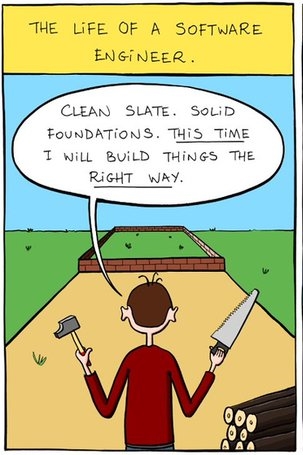 THE LIFE OF A SOFTWARE
ENGINEER.
CLEAN SLATE. SOLID
FOUNDATIONS. THIS TIME
I WILL BUILD THINGS THE
RIGHT WAY.